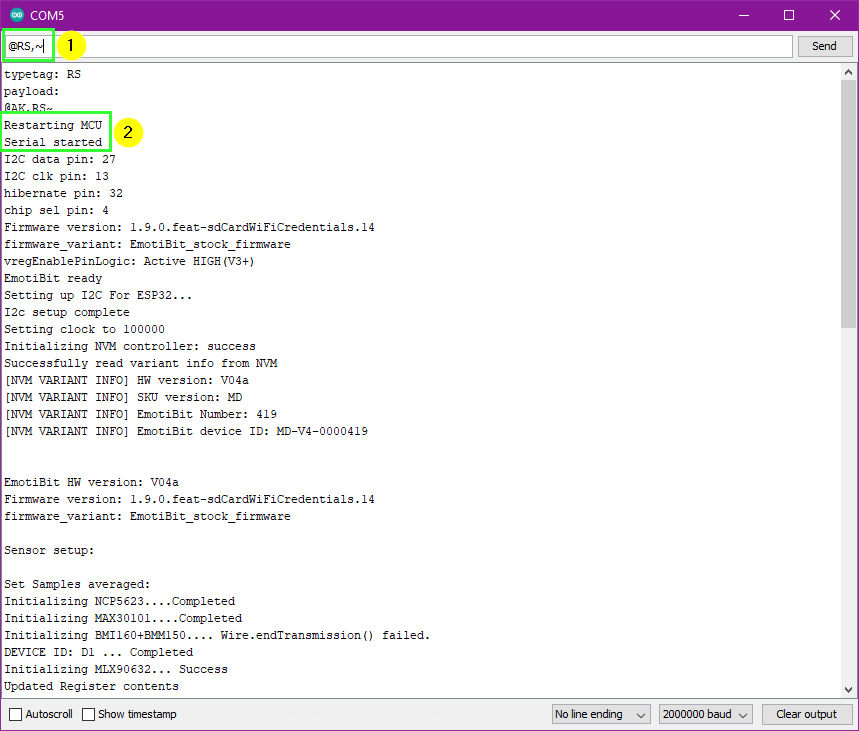 COM5
@RS,~
1
Send
typetag: RS
payload:
@AK,RS~
Restarting MCU
2
Serial started
I2C data pin: 27
I2C clk pin: 13
hibernate pin: 32
chip sel pin: 4
Firmware version: 1.9.0.feat-sdCardWiFiCredentials.14
firmware_variant: EmotiBit_stock_firmware
vregEnablePinLogic: Active HIGH(V3+)
EmotiBit ready
Setting up I2C For ESP32...
I2c setup complete
Setting clock to 100000
Initializing NVM controller: success
Successfully read variant info from NVM
[NVM VARIANT INFO] HW version: V04a
[NVM VARIANT INFO] SKU version: MD
[NVM VARIANT INFO] EmotiBit Number: 419
[NVM VARIANT INFO] EmotiBit device ID: MD-V4-0000419
EmotiBit HW version: V04a
Firmware version: 1.9.0.feat-sdCardWiFiCredentials.14
firmware_variant: EmotiBit_stock_firmware
Sensor setup:
Set Samples averaged:
Initializing NCP5623....Completed
Initializing MAX30101....Completed
Initializing BMI160+BMM150.... Wire.endTransmission() failed.
DEVICE ID: D1 ... Completed
Initializing MLX90632... Success
Updated Register contents
Autoscroll
Show timestamp
No line ending
2000000 baud
Clear output